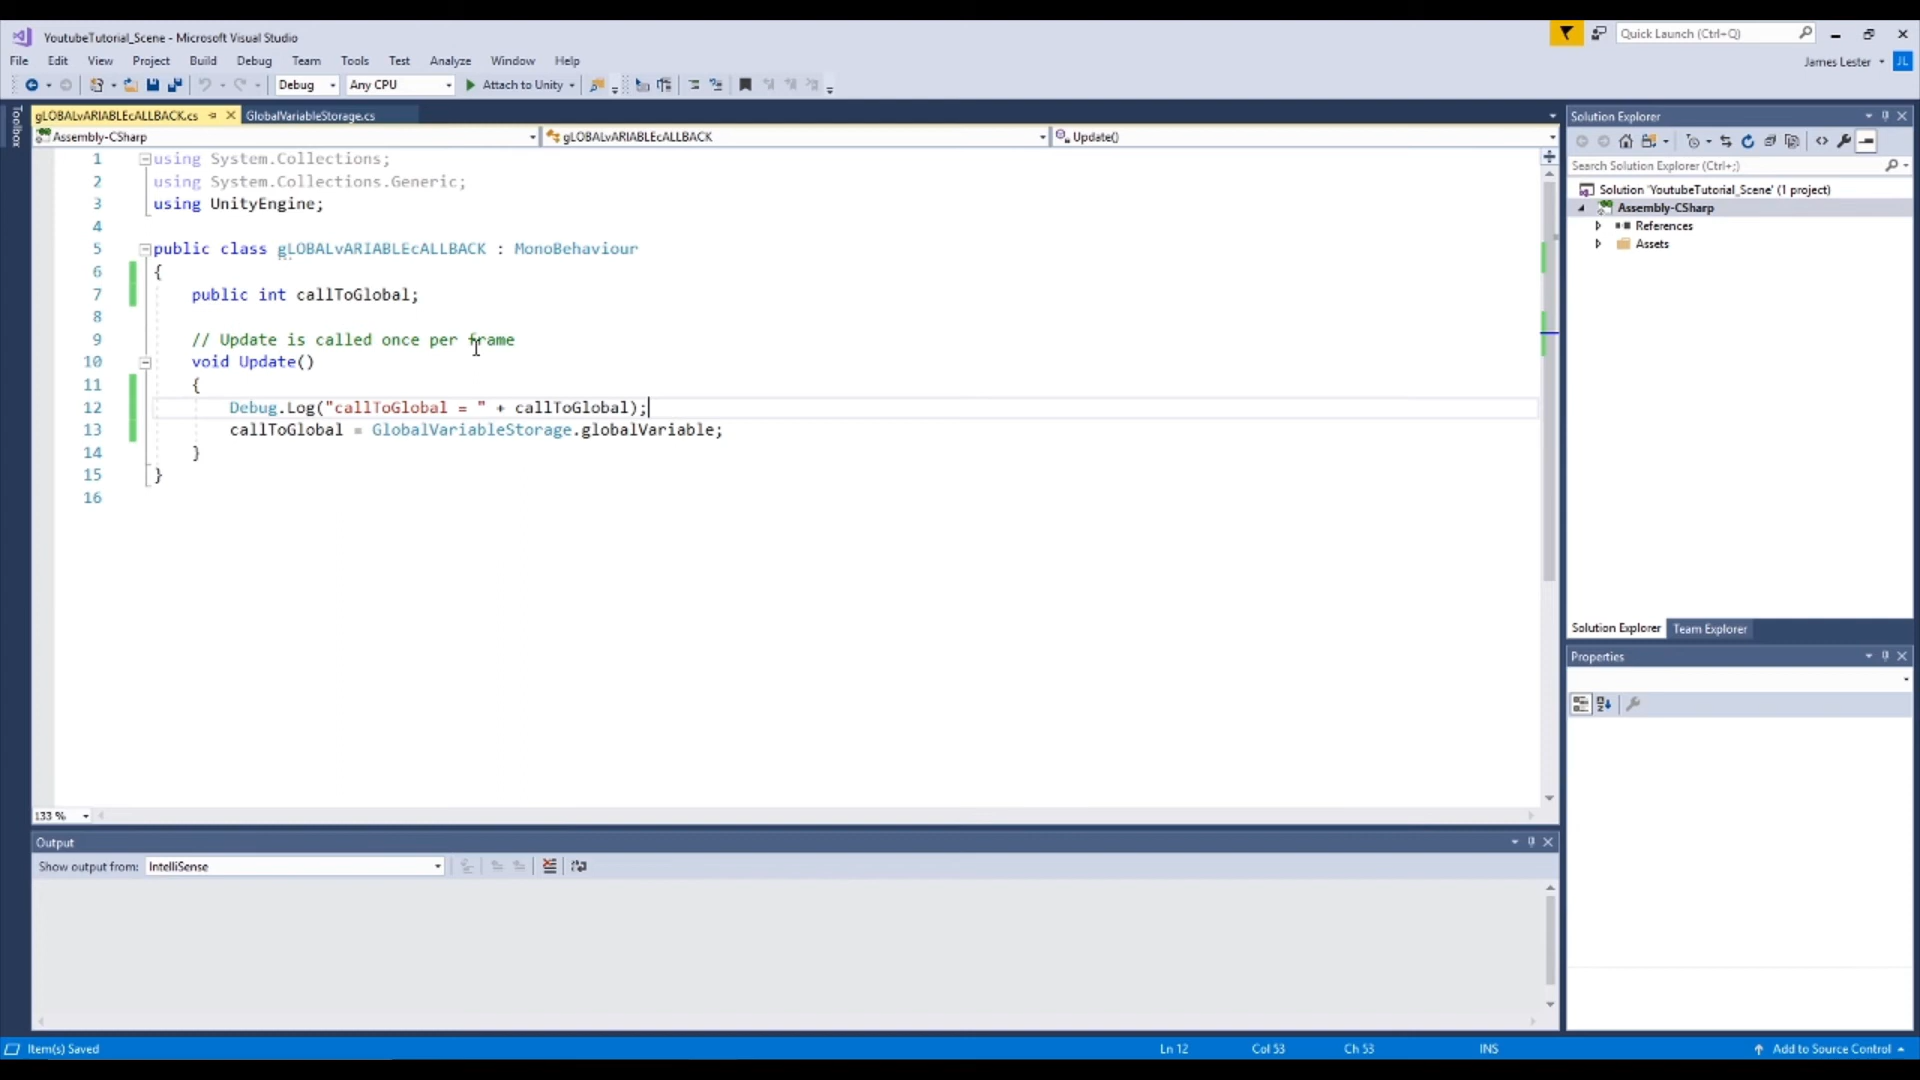 YoutubeTutorial_Scene - Microsoft Visual Studio
Quick Launch (Ctrl+Q)
File Edit View Project Build Debug Team Tools Test Analyze Window Help
James Lester JL
Debug Any CPU Attach to Unity
Toolbox
gLOBALvARIABLEcALLBACK.cs GlobalVariableStorage.cs
Assembly-CSharp gLOBALvARIABLEcALLBACK Update()
1 using System.Collections;
2 using System.Collections.Generic;
3 using UnityEngine;
4
5 public class gLOBALvARIABLEcALLBACK : MonoBehaviour
6 {
7 public int callToGlobal;
8
9 // Update is called once per frame
10 void Update()
11 {
12 Debug.Log("callToGlobal = " + callToGlobal);
13 callToGlobal = GlobalVariableStorage.globalVariable;
14 }
15 }
16
133 %
Output
Show output from: IntelliSense
Solution Explorer
Search Solution Explorer (Ctrl+;)
Solution 'YoutubeTutorial_Scene' (1 project)
Assembly-CSharp
References
Assets
Solution Explorer Team Explorer
Properties
Item(s) Saved Ln 12 Col 53 Ch 53 INS Add to Source Control